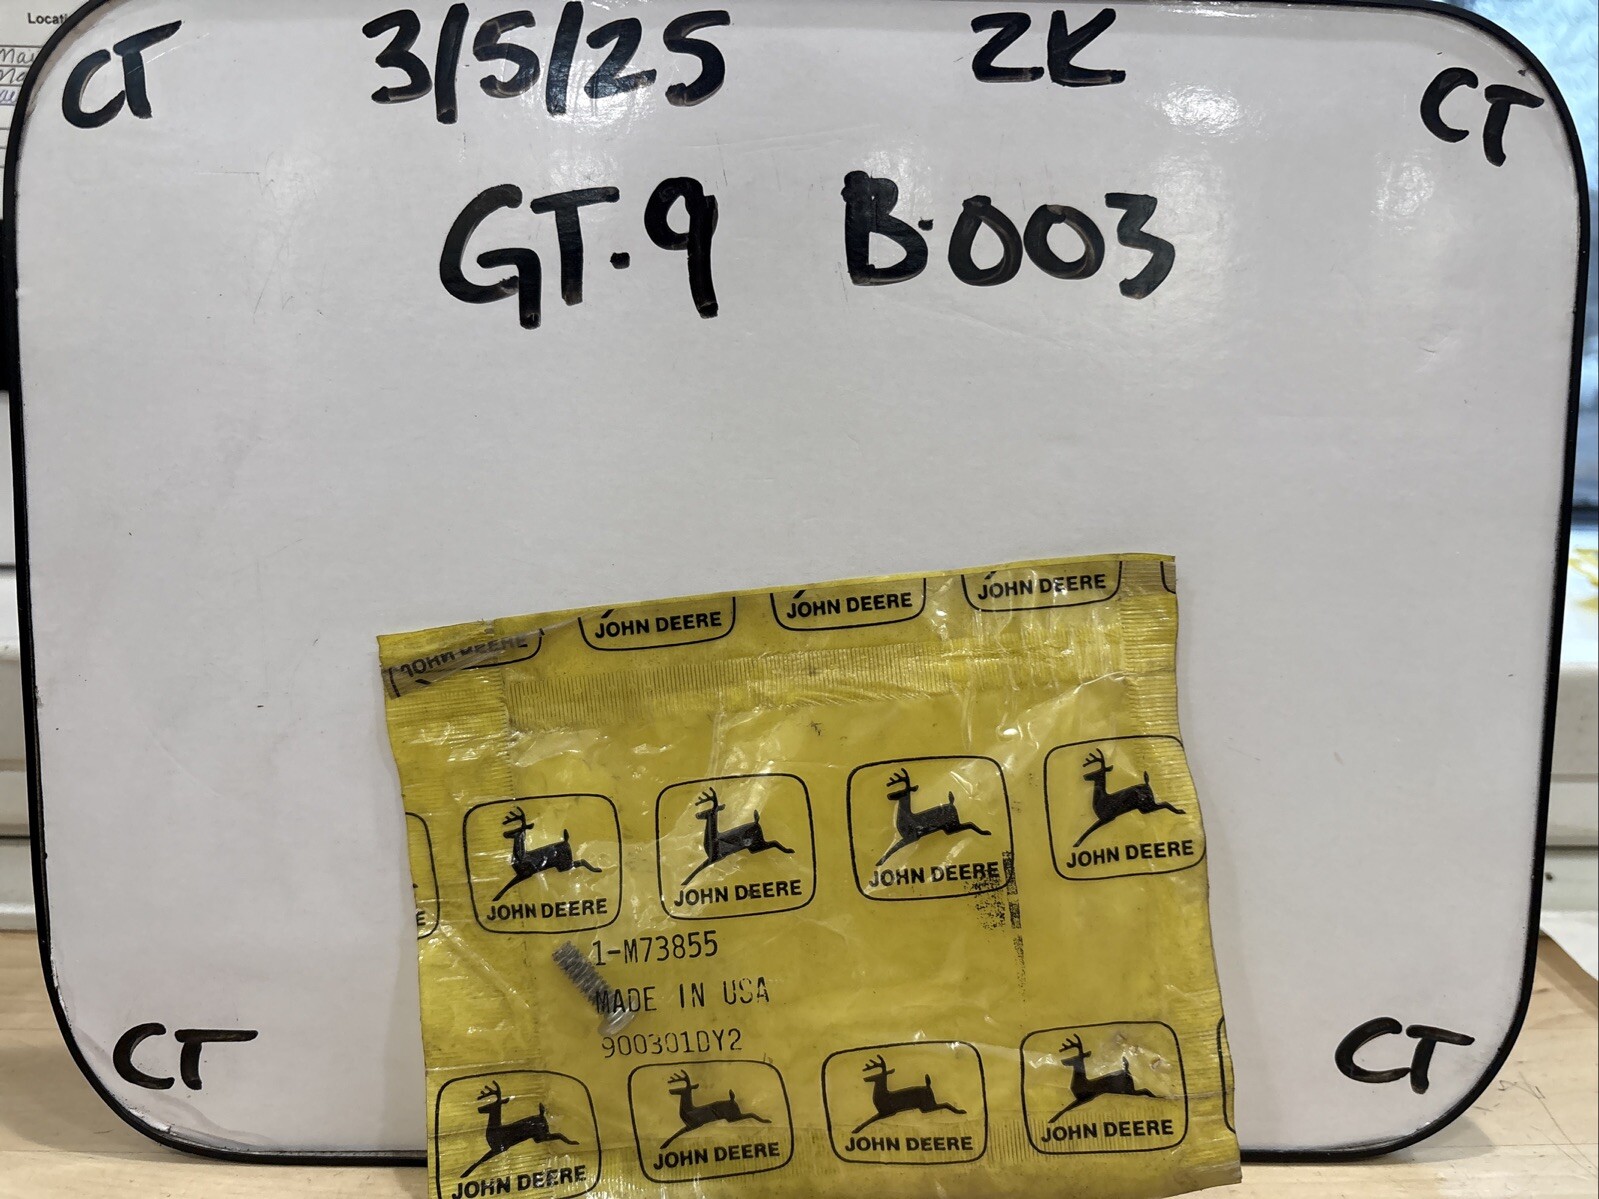 Locati
CT 3/5/25 2K CT
GT.9 B.003
JOHN DEERE JOHN DEERE JOHN DEERE JOHN DEERE
JOHN DEERE JOHN DEERE JOHN DEERE JOHN DEERE
1-M73855
MADE IN USA
900301DY2
JOHN DEERE JOHN DEERE JOHN DEERE JOHN DEERE
CT CT